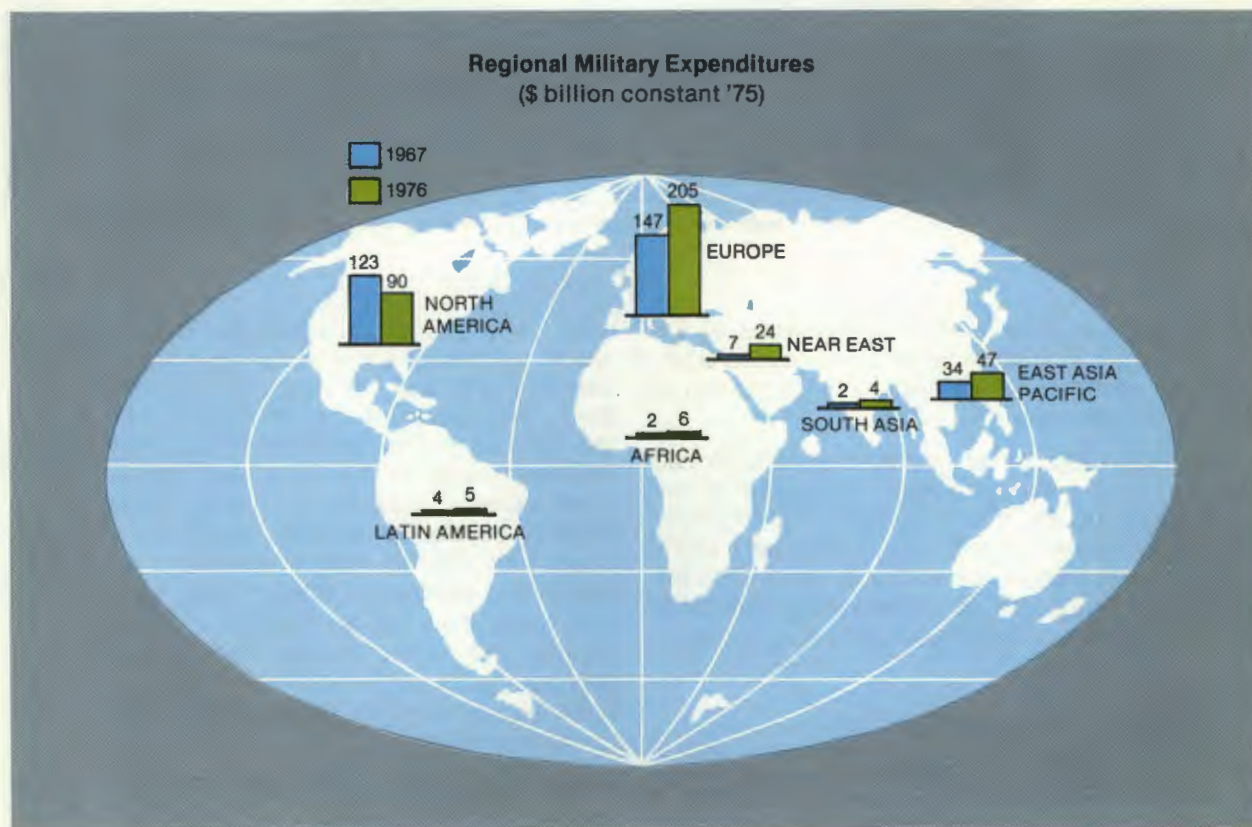 Regional Military Expenditures
($ billion constant '75)
1967
1976
205
147
EUROPE
123
90
NORTH
AMERICA
7
24
NEAR EAST
34
47
EAST ASIA
PACIFIC
2
4
SOUTH ASIA
2
6
AFRICA
4
5
LATIN AMERICA